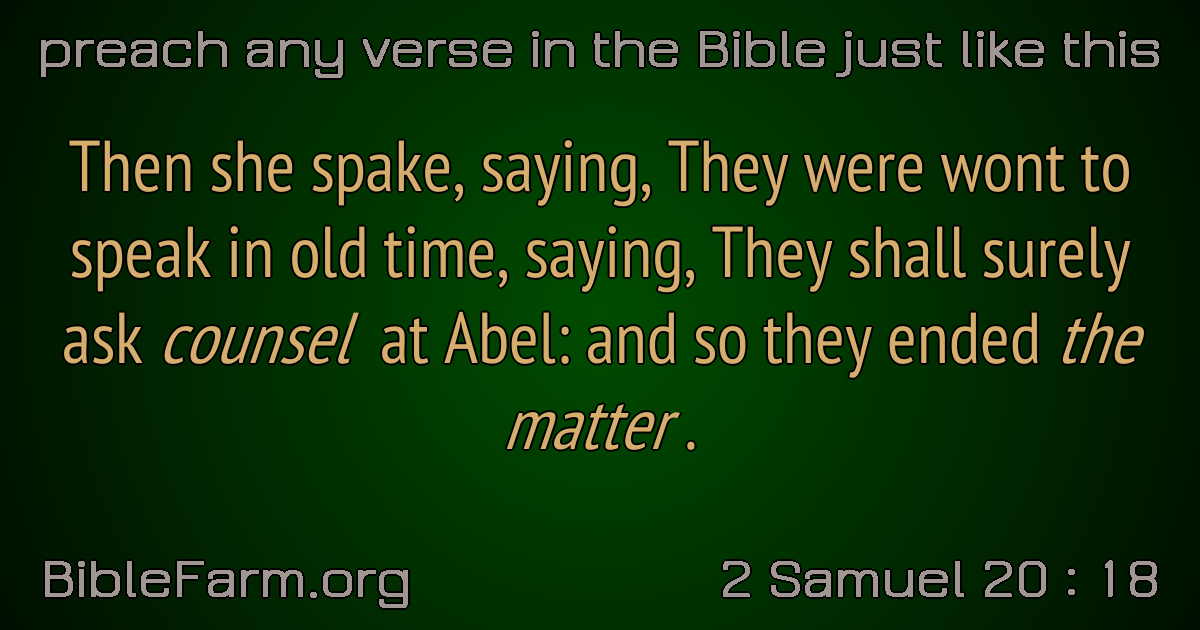 preach any verse in the Bible just like this
Then she spake, saying, They were wont to
speak in old time, saying, They shall surely
ask counsel at Abel: and so they ended the
matter .
BibleFarm.org
2 Samuel 20 : 18